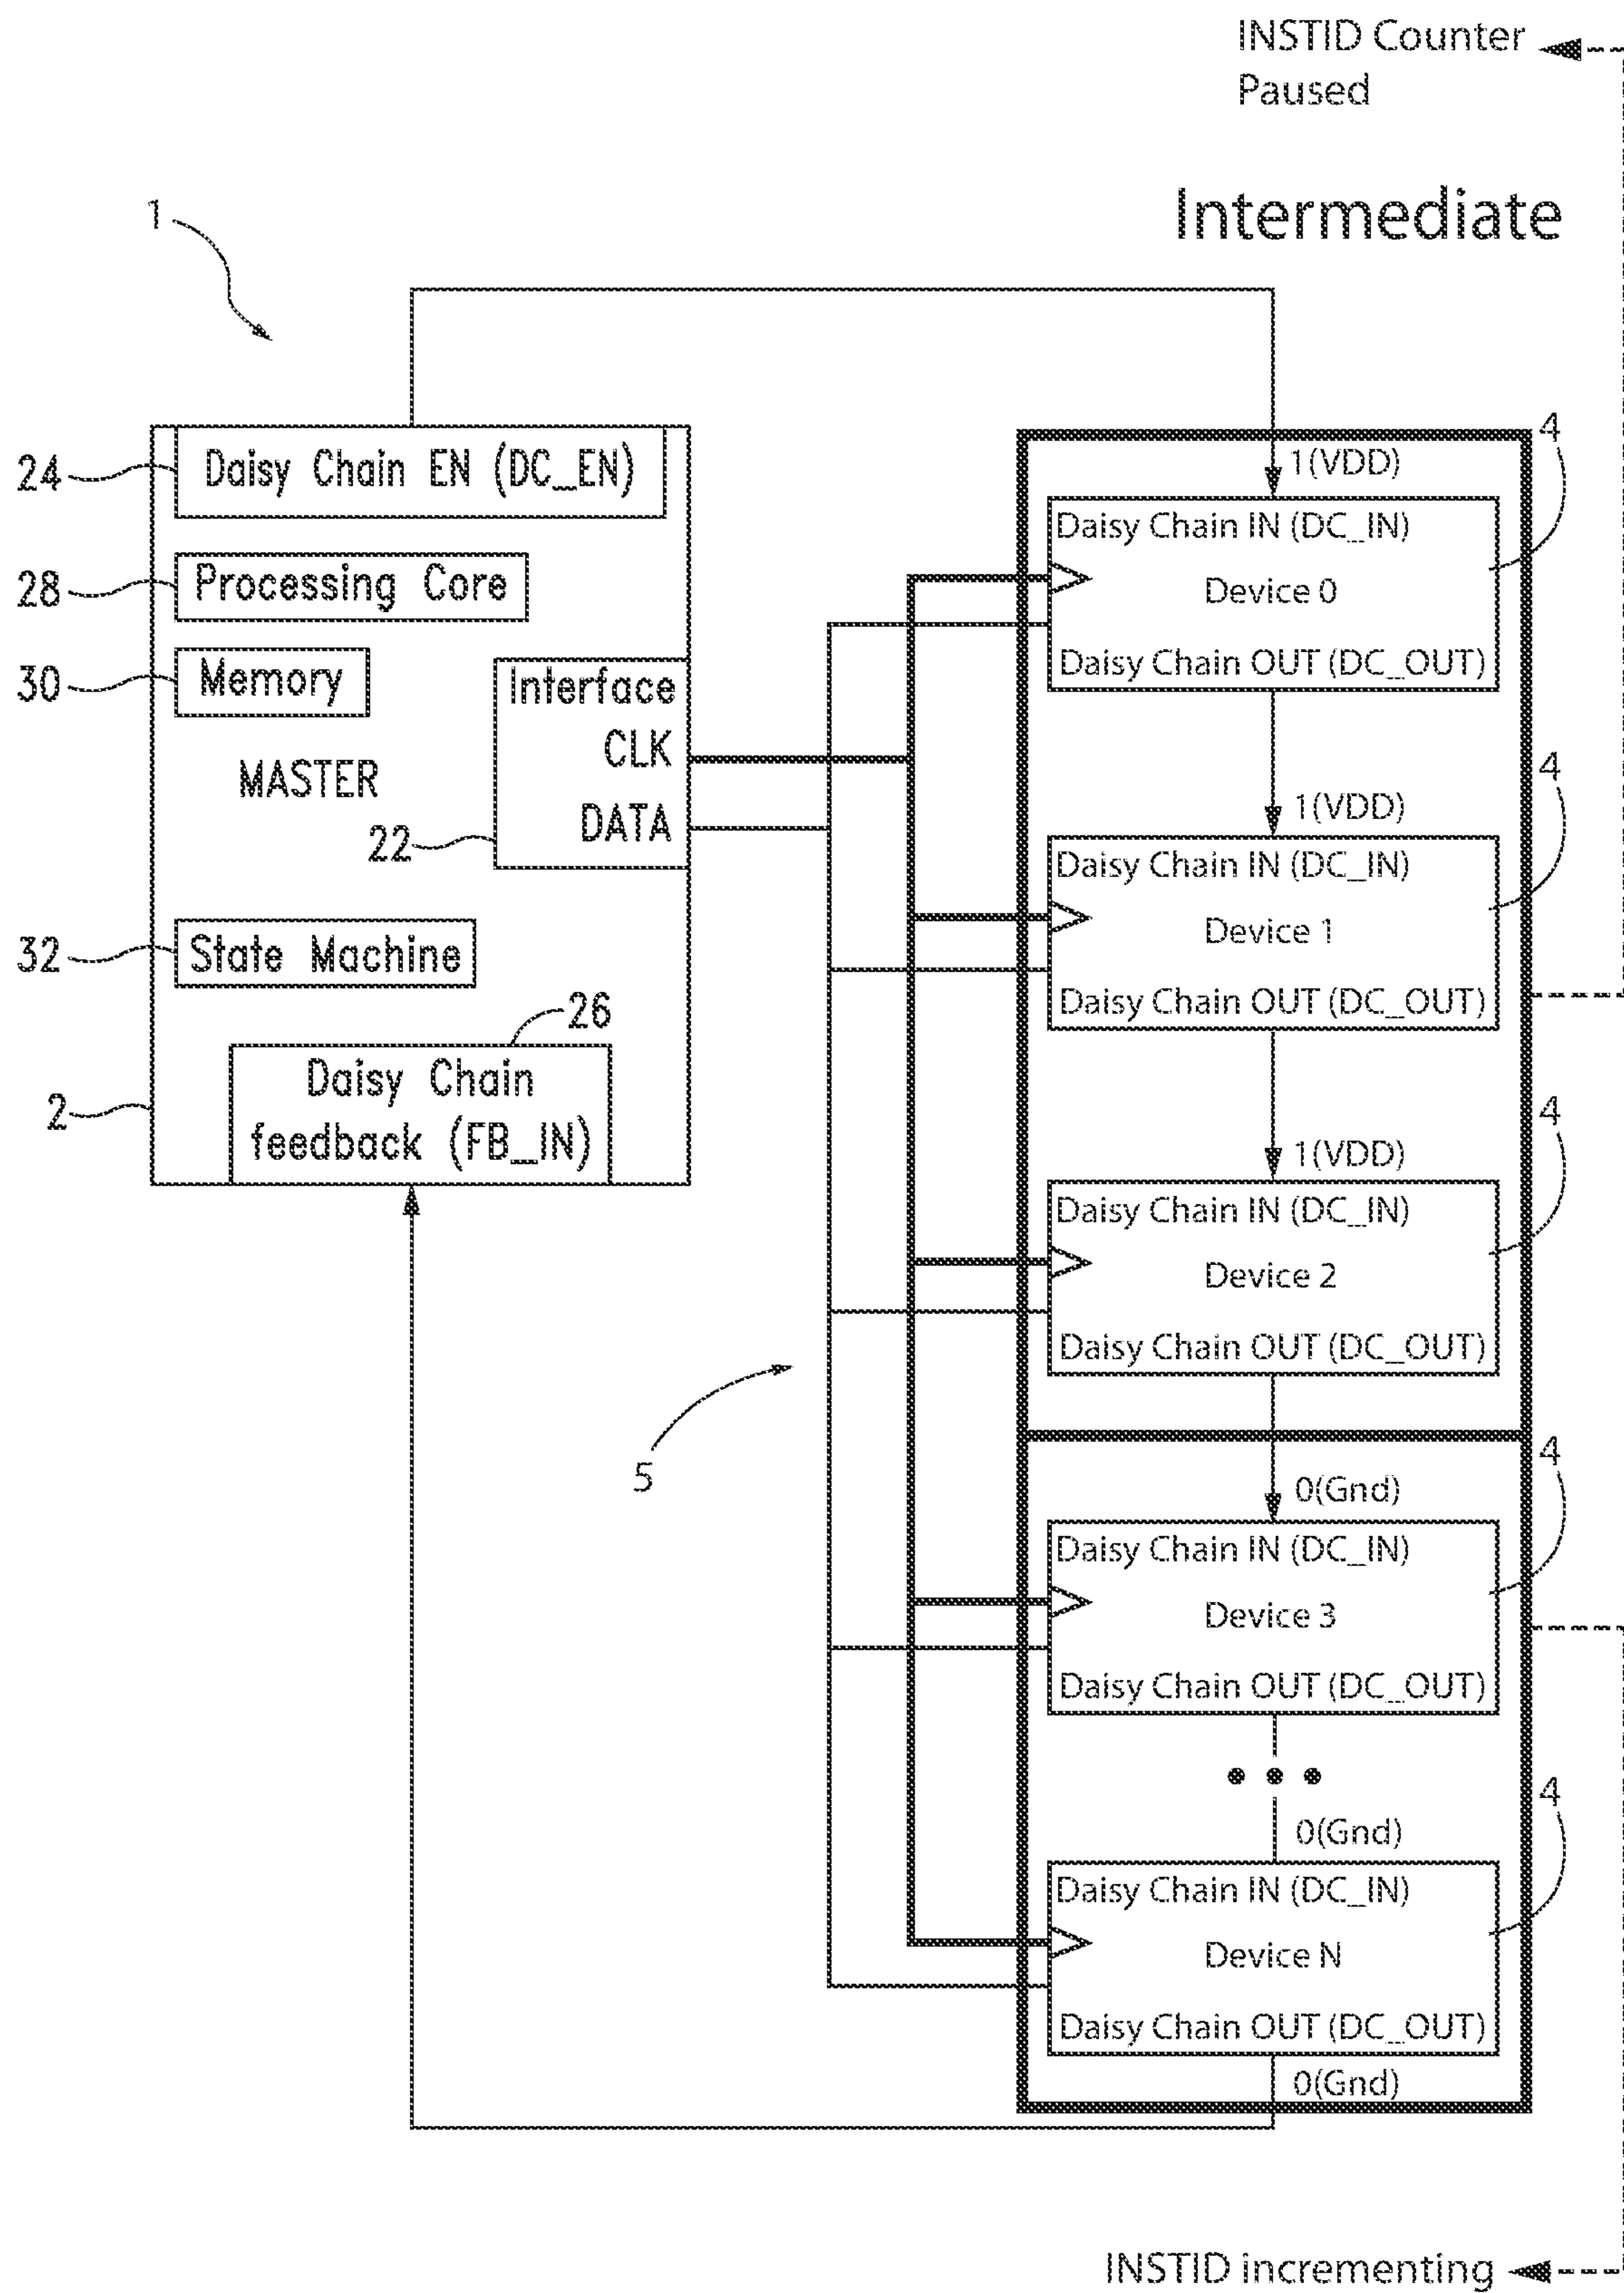 INSTID Counter
Paused
Intermediate
1
24
Daisy Chain EN (DC_EN)
28
Processing Core
30
Memory
Interface
CLK
DATA
MASTER
22
32
State Machine
26
Daisy Chain
feedback (FB_IN)
2
5
1(VDD)
4
Daisy Chain IN (DC_IN)
Device 0
Daisy Chain OUT (DC_OUT)
1(VDD)
4
Daisy Chain IN (DC_IN)
Device 1
Daisy Chain OUT (DC_OUT)
1(VDD)
4
Daisy Chain IN (DC_IN)
Device 2
Daisy Chain OUT (DC_OUT)
0(Gnd)
4
Daisy Chain IN (DC_IN)
Device 3
Daisy Chain OUT (DC_OUT)
0(Gnd)
4
Daisy Chain IN (DC_IN)
Device N
Daisy Chain OUT (DC_OUT)
0(Gnd)
INSTID incrementing